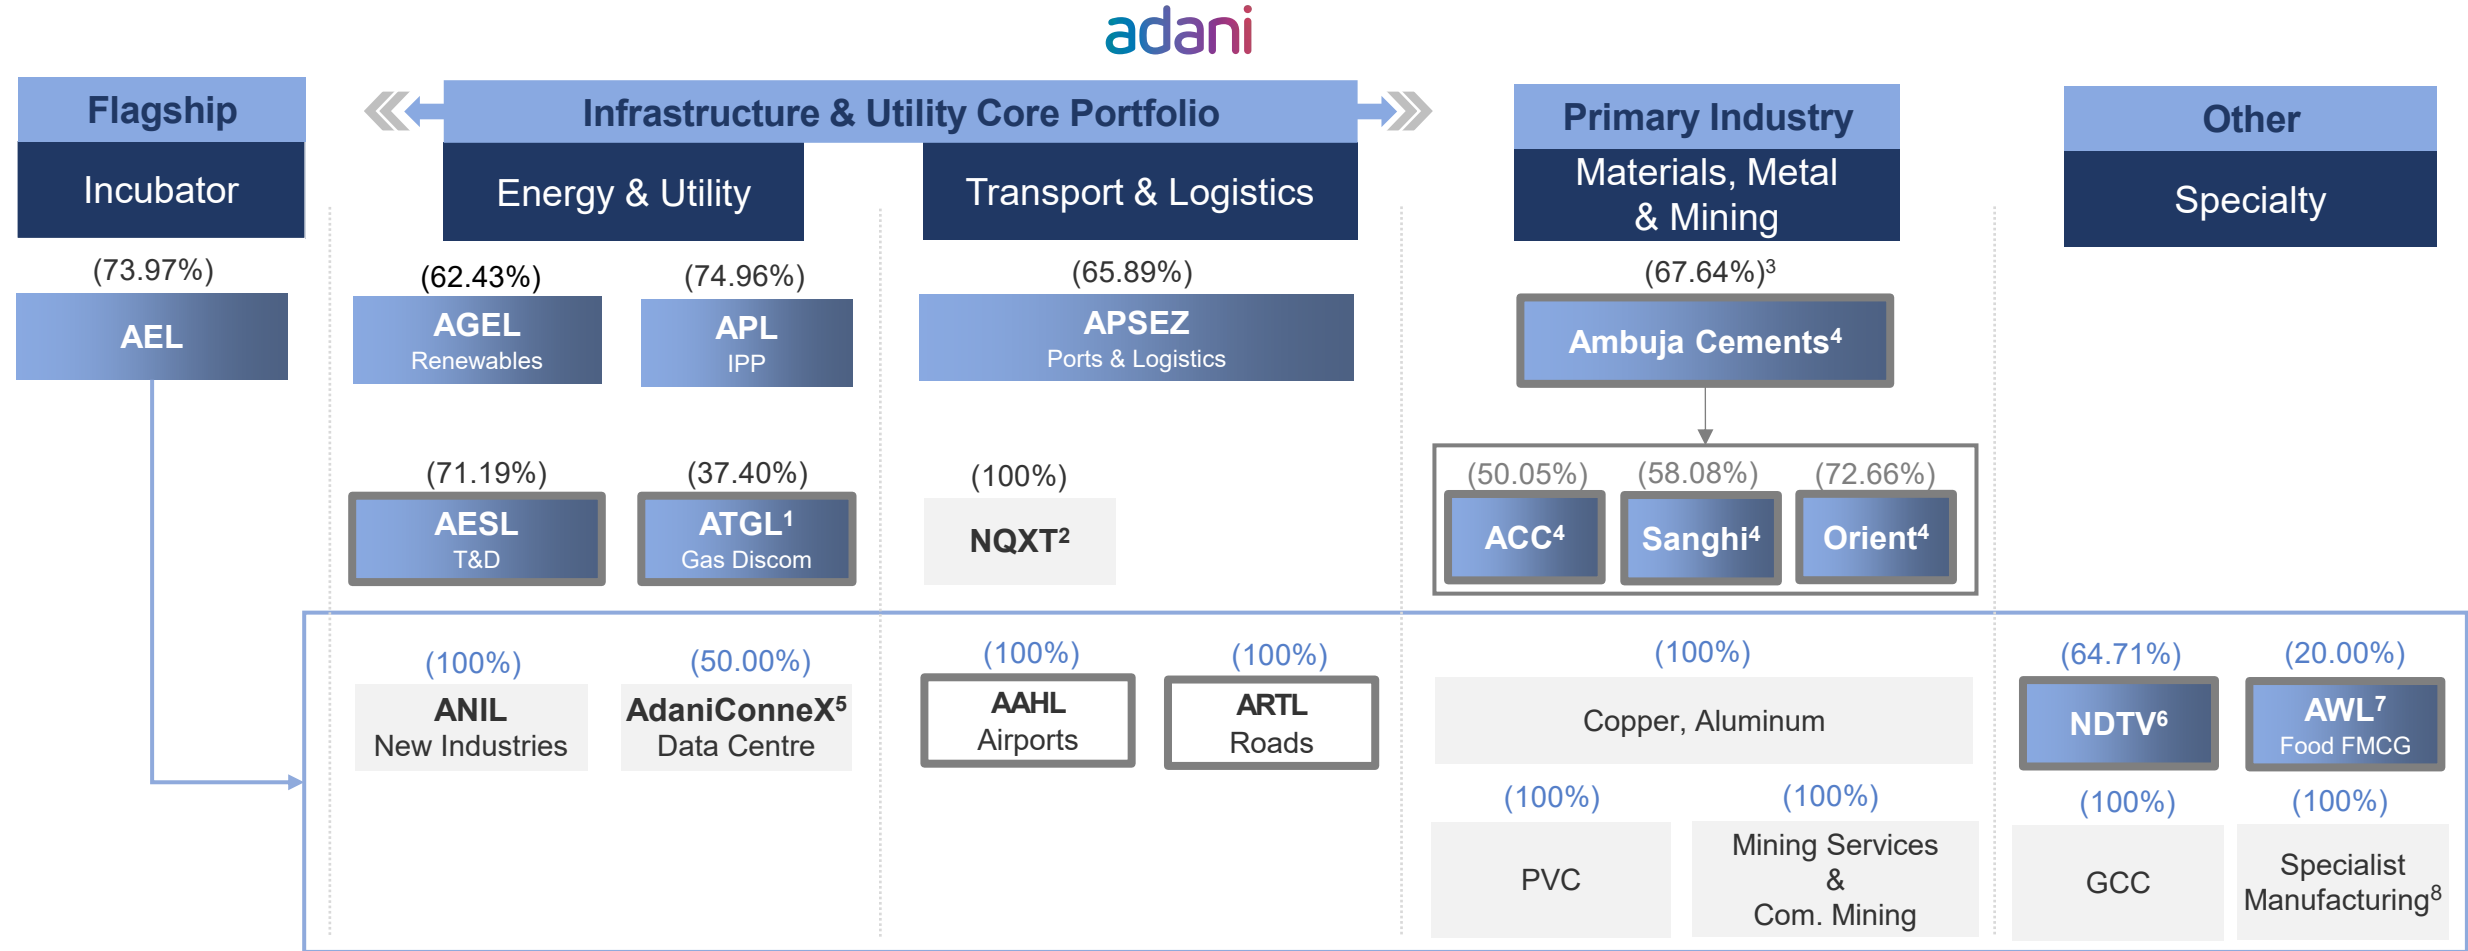 adani
Flagship
Incubator
(73.97%)
AEL
Infrastructure & Utility Core Portfolio
Energy & Utility
(62.43%)
AGEL
Renewables
(74.96%)
APL
IPP
(71.19%)
AESL
T&D
(37.40%)
ATGL¹
Gas Discom
Transport & Logistics
(65.89%)
APSEZ
Ports & Logistics
(100%)
NQXT²
Primary Industry
Materials, Metal
& Mining
(67.64%)³
Ambuja Cements⁴
(50.05%)
ACC⁴
(58.08%)
Sanghi⁴
(72.66%)
Orient⁴
Other
Specialty
(100%)
ANIL
New Industries
(50.00%)
AdaniConneX⁵
Data Centre
(100%)
AAHL
Airports
(100%)
ARTL
Roads
(100%)
Copper, Aluminum
(100%)
PVC
(100%)
Mining Services
&
Com. Mining
(64.71%)
NDTV⁶
(20.00%)
AWL⁷
Food FMCG
(100%)
GCC
(100%)
Specialist
Manufacturing⁸